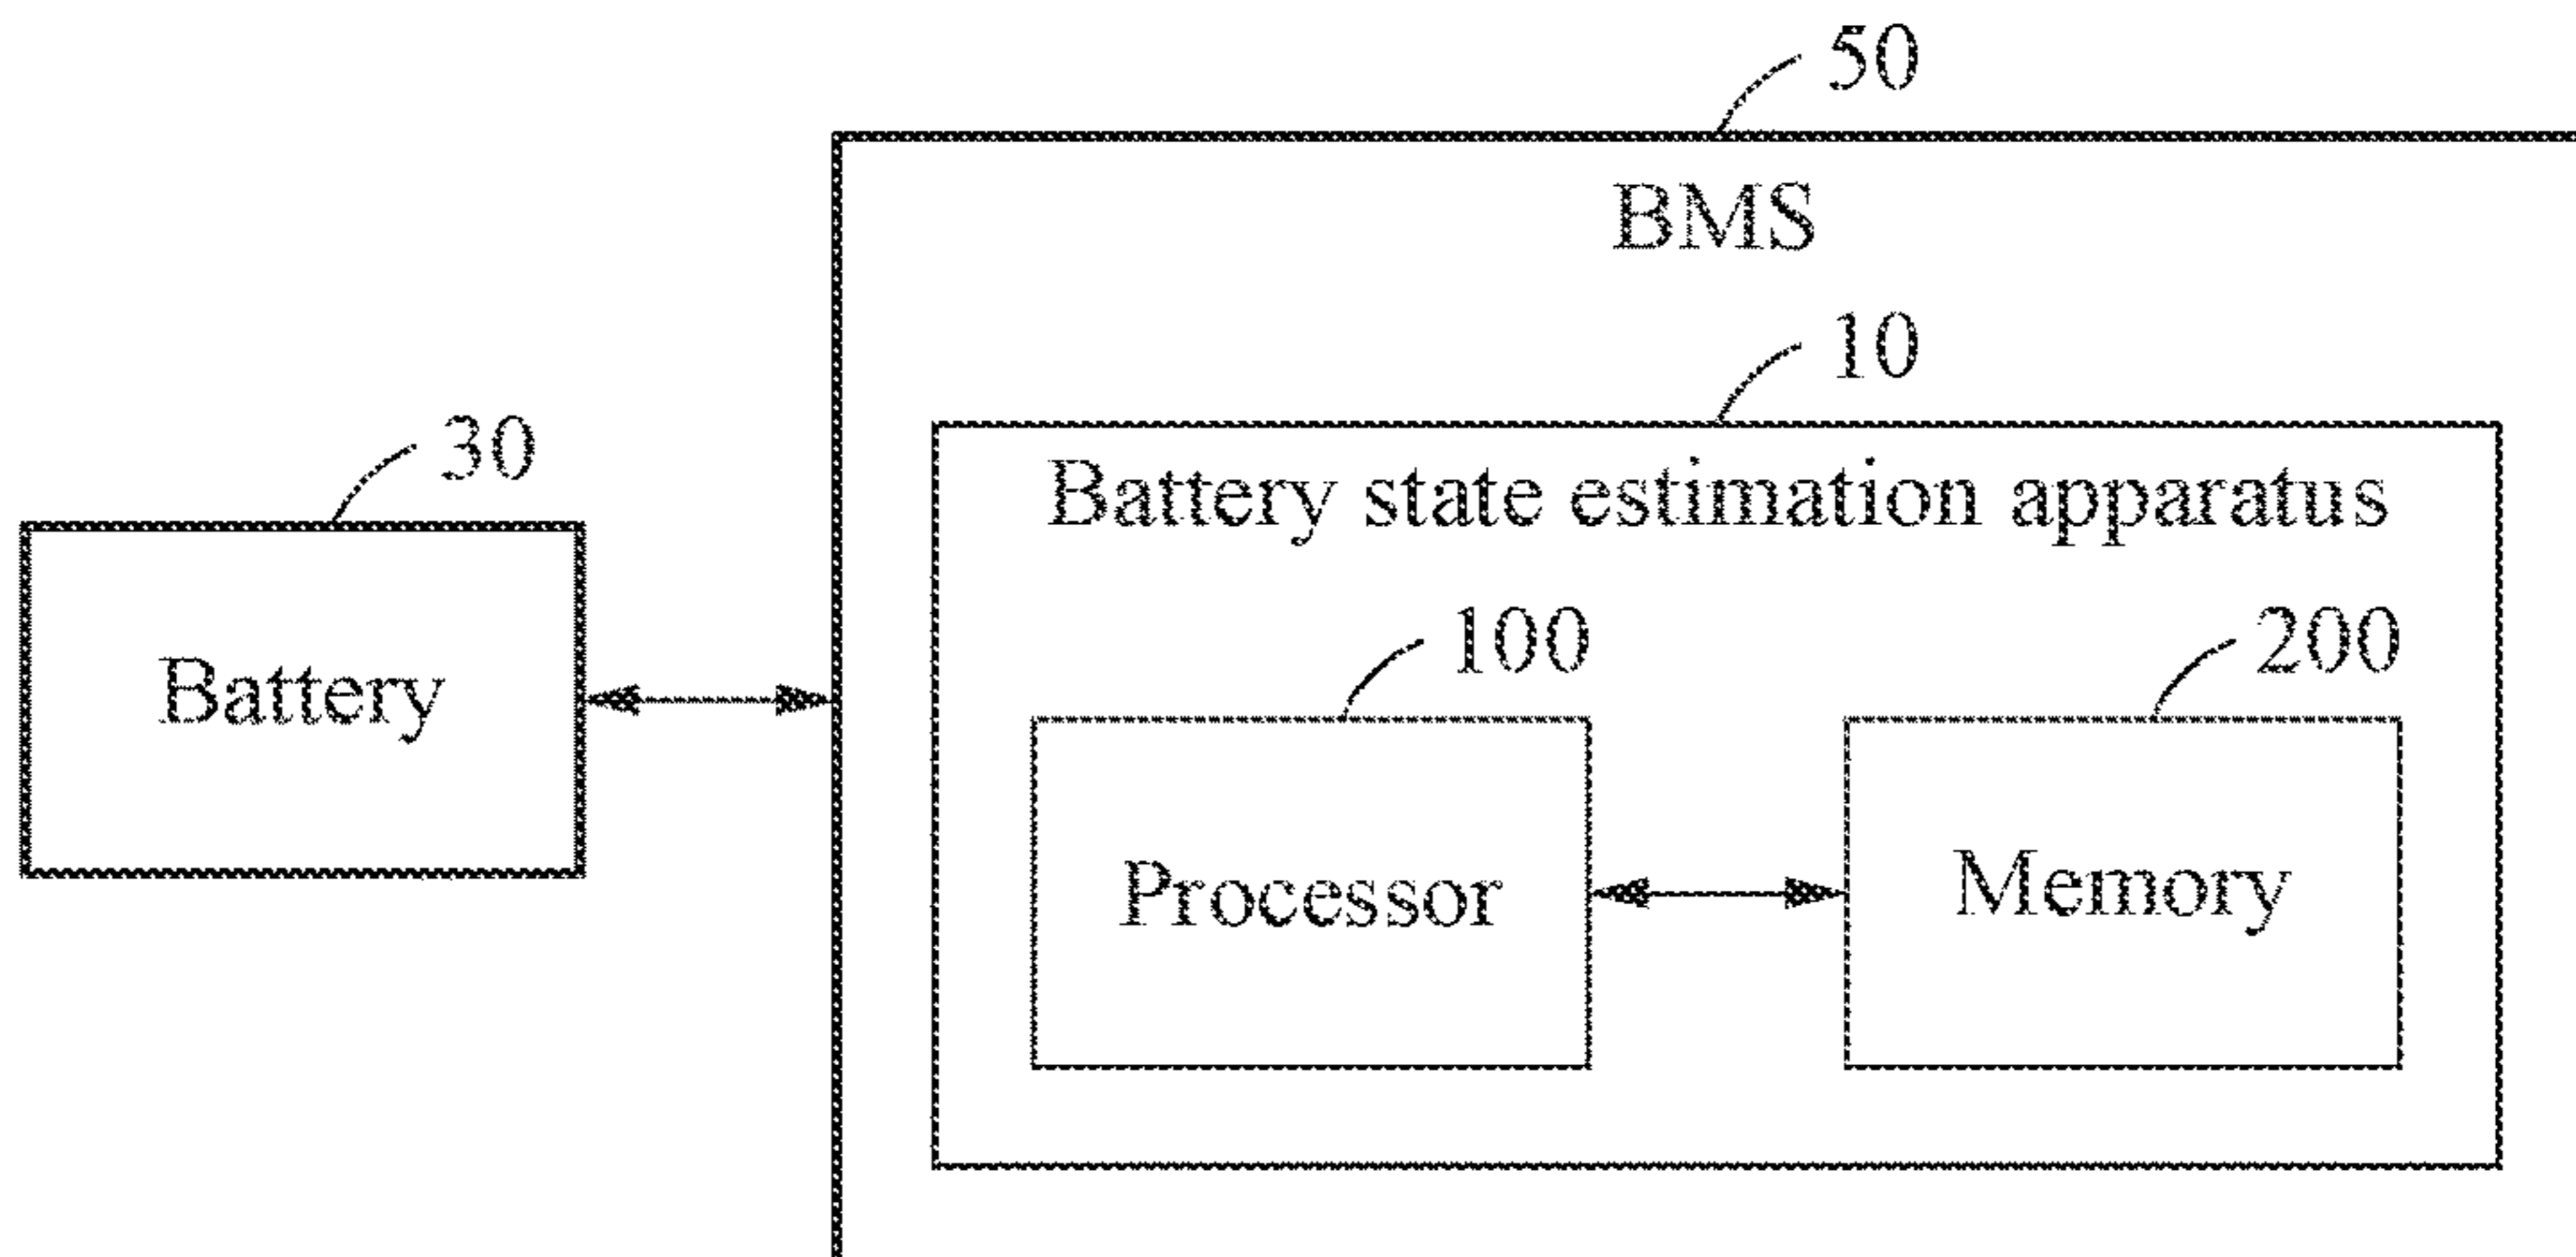 50
BMS
10
30
Battery state estimation apparatus
100
200
Battery
Processor
Memory